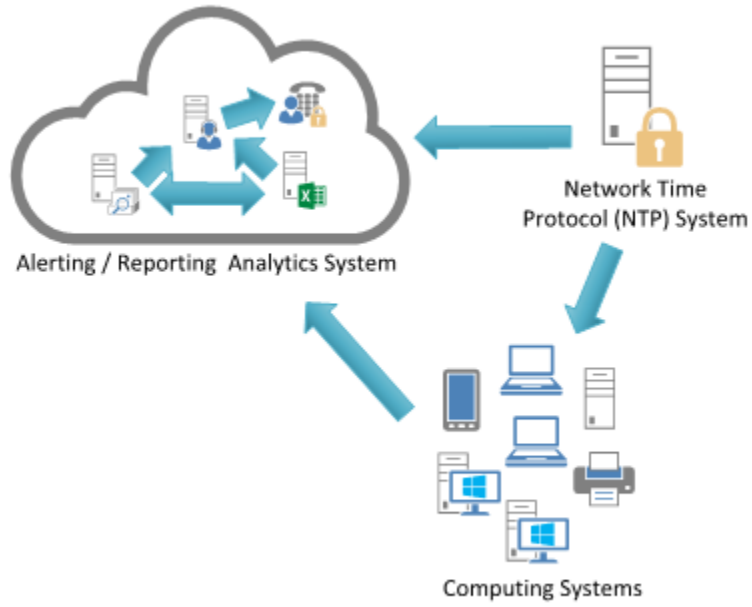 Network Time
Protocol (NTP) System
Alerting / Reporting Analytics System
X
Computing Systems